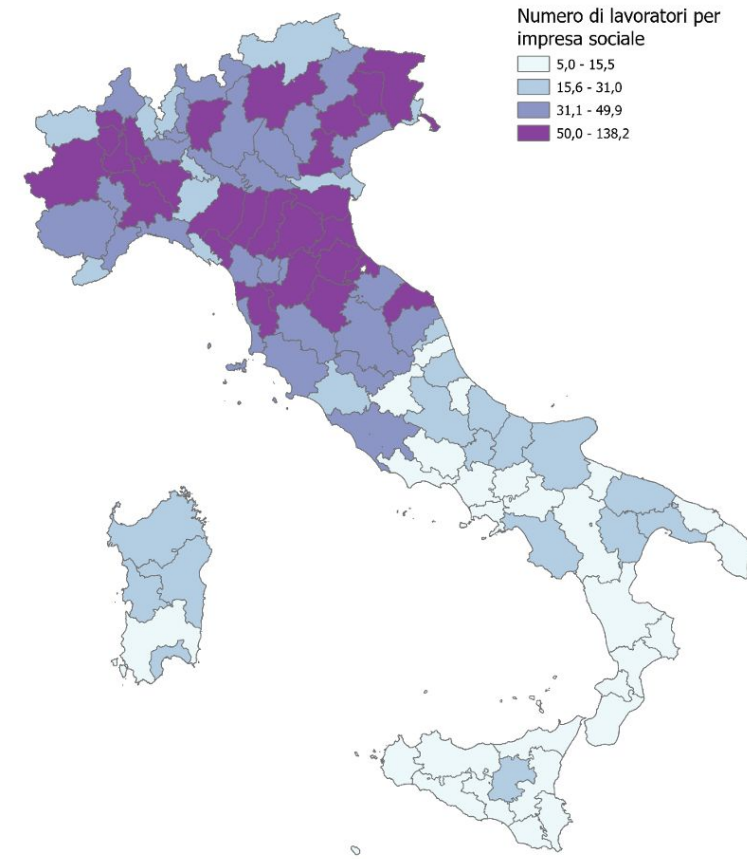 Numero di lavoratori per
impresa sociale
5,0 - 15,5
15,6 - 31,0
31,1 - 49,9
50,0 - 138,2